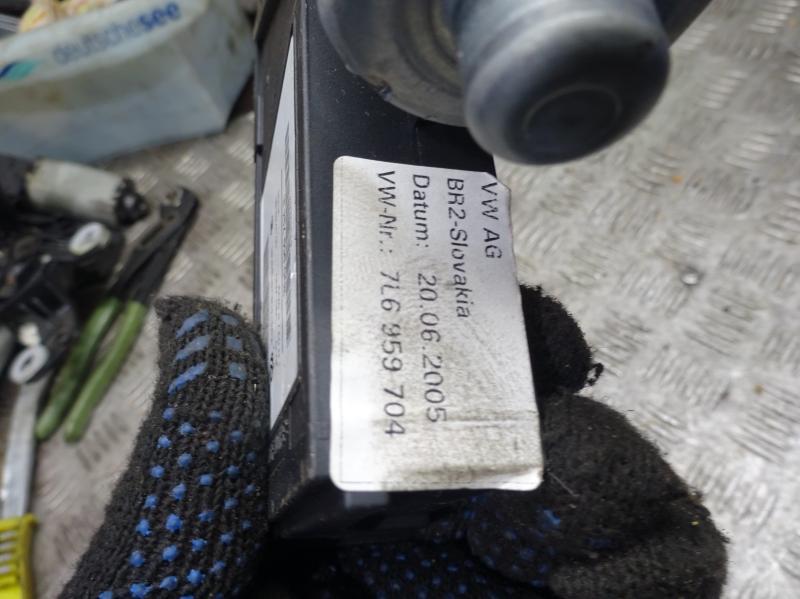 deutschesee
VW AG
BR2-Slovakia
Datum: 20.06.2005
VW-Nr.: 7L6 959 704